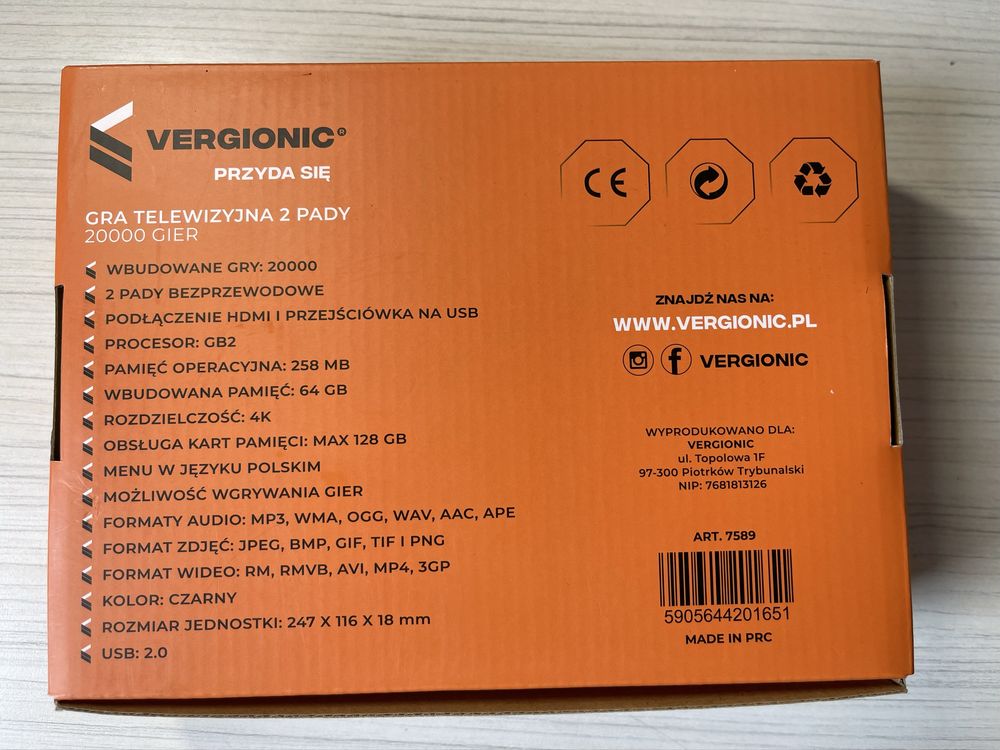 VERGIONIC®
PRZYDA SIĘ
GRA TELEWIZYJNA 2 PADY
20000 GIER
WBUDOWANE GRY: 20000
2 PADY BEZPRZEWODOWE
PODŁĄCZENIE HDMI I PRZEJŚCIÓWKA NA USB
PROCESOR: GB2
PAMIĘĆ OPERACYJNA: 258 MB
WBUDOWANA PAMIĘĆ: 64 GB
ROZDZIELCZOŚĆ: 4K
OBSŁUGA KART PAMIĘCI: MAX 128 GB
MENU W JĘZYKU POLSKIM
MOŻLIWOŚĆ WGRYWANIA GIER
FORMATY AUDIO: MP3, WMA, OGG, WAV, AAC, APE
FORMAT ZDJĘĆ: JPEG, BMP, GIF, TIF I PNG
FORMAT WIDEO: RM, RMVB, AVI, MP4, 3GP
KOLOR: CZARNY
ROZMIAR JEDNOSTKI: 247 X 116 X 18 mm
USB: 2.0
CE
ZNAJDŹ NAS NA:
WWW.VERGIONIC.PL
VERGIONIC
WYPRODUKOWANO DLA:
VERGIONIC
ul. Topolowa 1F
97-300 Piotrków Trybunalski
NIP: 7681813126
ART. 7589
5905644201651
MADE IN PRC